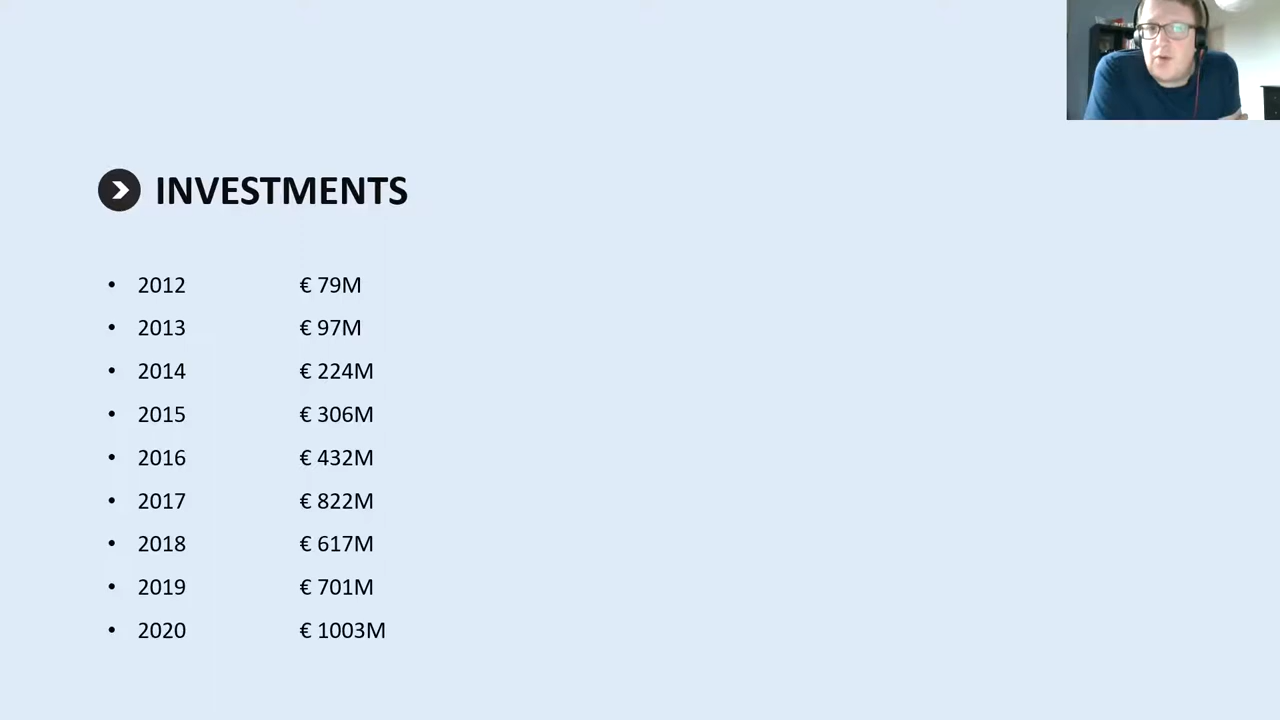 INVESTMENTS
• 2012 € 79M
• 2013 € 97M
• 2014 € 224M
• 2015 € 306M
• 2016 € 432M
• 2017 € 822M
• 2018 € 617M
• 2019 € 701M
• 2020 € 1003M